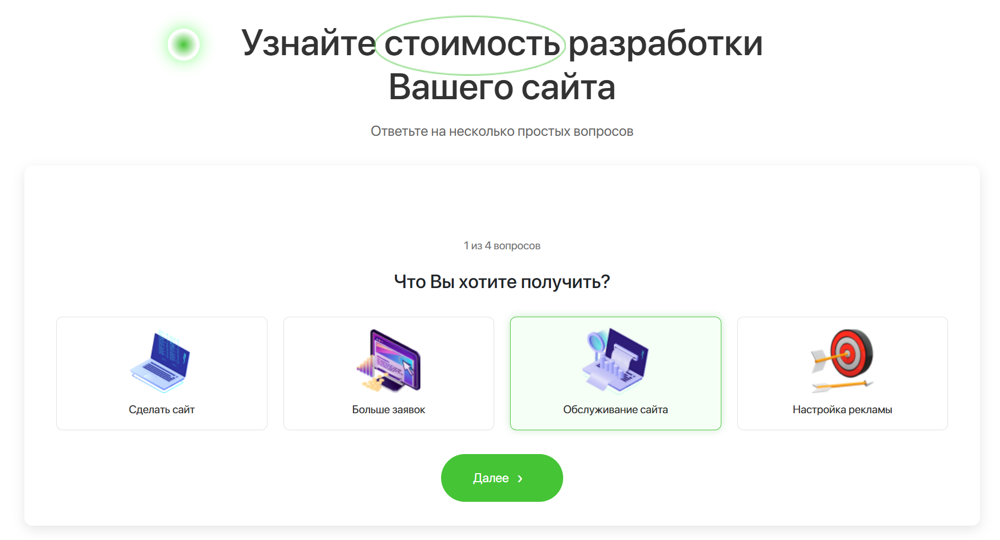 Узнайте стоимость разработки
Вашего сайта
Ответьте на несколько простых вопросов
1 из 4 вопросов
Что Вы хотите получить?
Сделать сайт
Больше заявок
Обслуживание сайта
Настройка рекламы
Далее ›